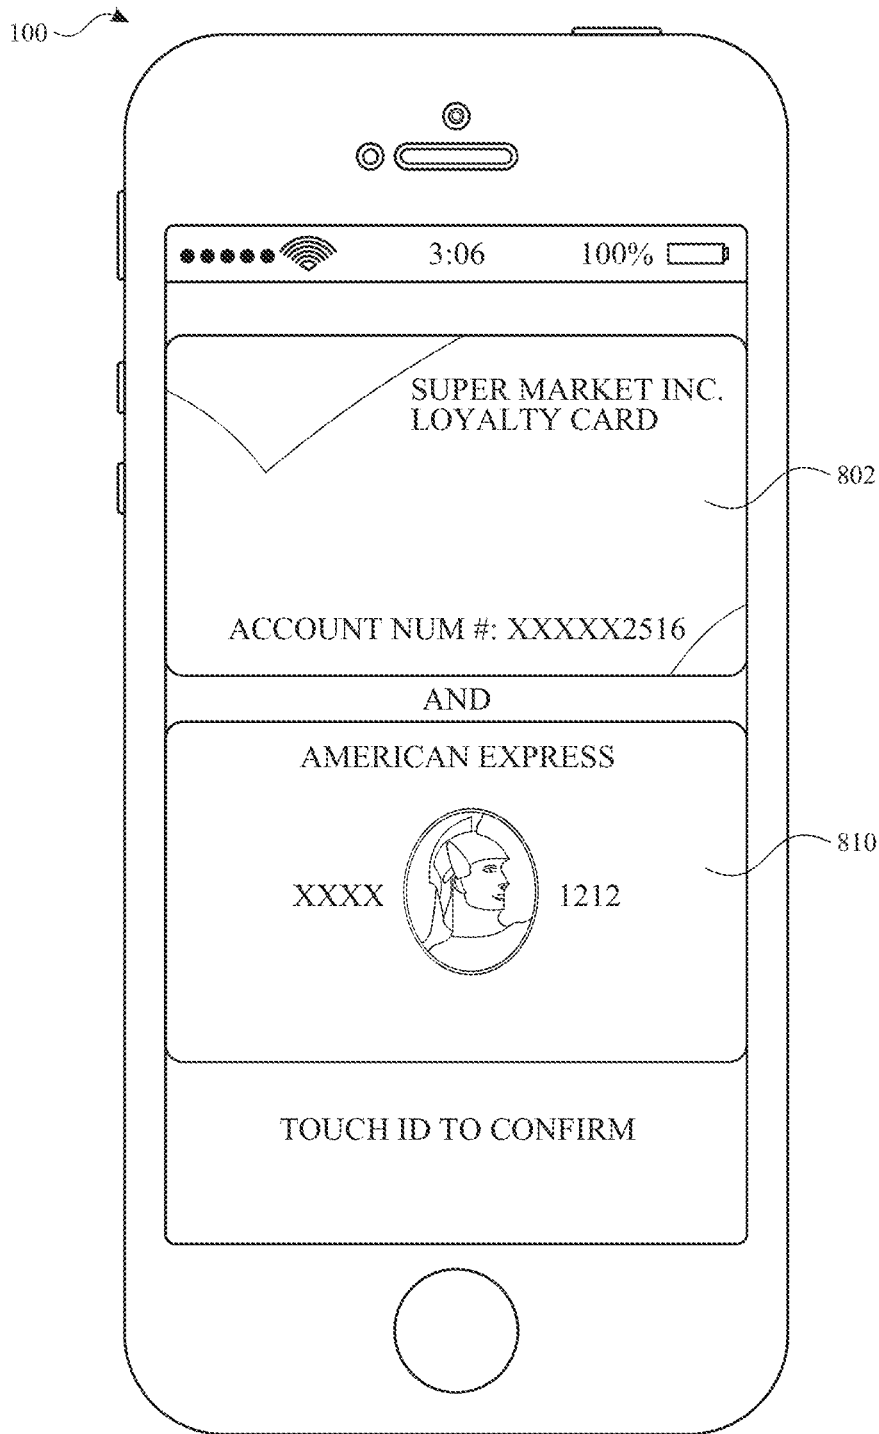 100
3:06 100%
SUPER MARKET INC.
LOYALTY CARD
802
ACCOUNT NUM #: XXXXX2516
AND
AMERICAN EXPRESS
810
XXXX 1212
TOUCH ID TO CONFIRM